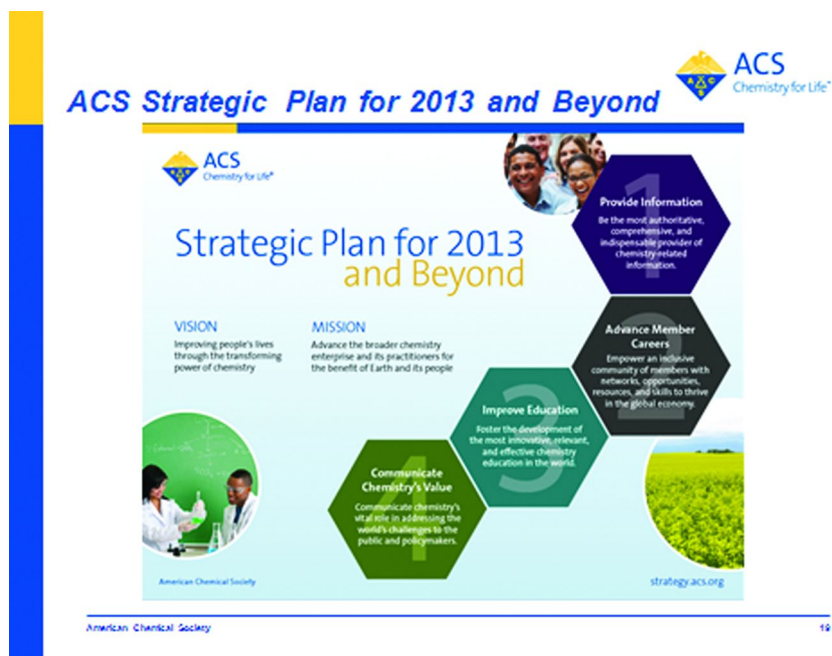 ACS
Chemistry for Life™
ACS Strategic Plan for 2013 and Beyond
ACS
Chemistry for Life®
Strategic Plan for 2013
and Beyond
VISION
Improving people's lives
through the transforming
power of chemistry
MISSION
Advance the broader chemistry
enterprise and its practitioners for
the benefit of Earth and its people
1
Provide Information
Be the most authoritative,
comprehensive, and
indispensable provider of
chemistry-related
information.
2
Advance Member
Careers
Empower an inclusive
community of members with
networks, opportunities,
resources, and skills to thrive
in the global economy.
3
Improve Education
Foster the development of
the most innovative, relevant,
and effective chemistry
education in the world.
4
Communicate
Chemistry's Value
Communicate chemistry's
vital role in addressing the
world's challenges to the
public and policymakers.
American Chemical Society
strategy.acs.org
American Chemical Society
19